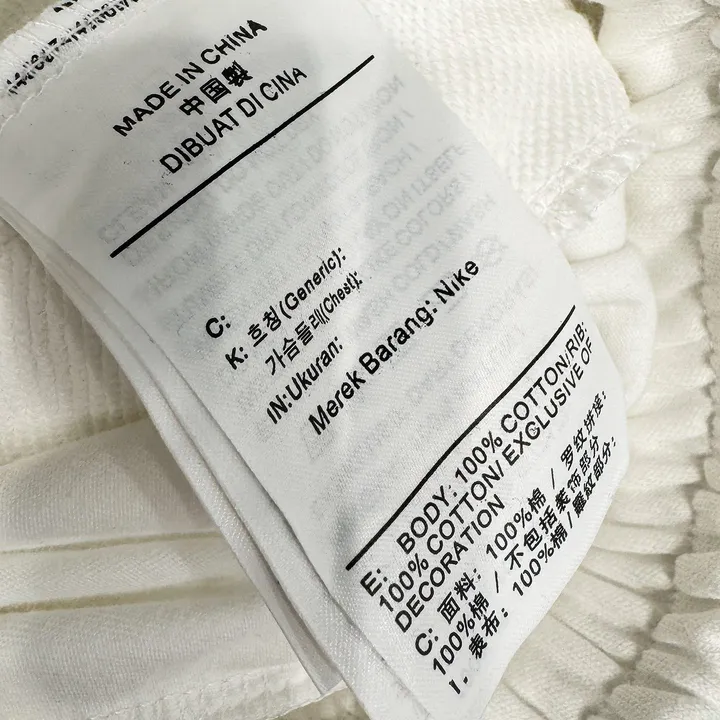 MADE IN CHINA
中国製
DIBUAT DI CINA
C:
K: 호칭(Generic):
가슴둘레(Chest):
IN:Ukuran:
Merek Barang: Nike
E: BODY: 100% COTTON/RIB:
100% COTTON/ EXCLUSIVE OF
DECORATION
C: 面料: 100%棉 / 罗纹拼接:
100%棉 / 不包括装饰部分
表布: 100%棉 / 羅紋部分: